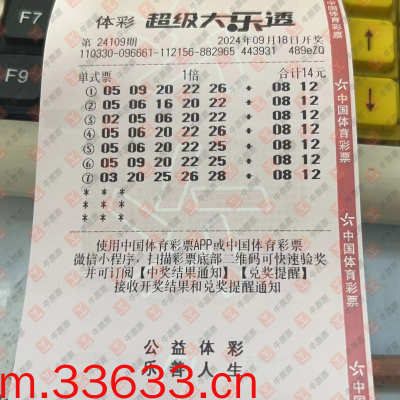 体彩 超级大乐透
第 24109期 2024年09月18日开奖
110330-096661-112156-882965 443931 489eZQ
单式票 1倍 合计14元
① 05 09 20 22 26 + 08 12
② 05 06 16 20 22 + 08 12
③ 02 05 06 20 22 + 08 12
④ 05 06 20 22 26 + 08 12
⑤ 05 06 20 22 26 + 08 12
⑥ 05 09 20 22 26 + 08 12
⑦ 03 20 25 26 28 + 08 12
* * *
* * *
* * *
使用中国体育彩票APP或中国体育彩票
微信小程序，扫描彩票底部二维码可快速验奖
并可订阅【中奖结果通知】【兑奖提醒】
接收开奖结果和兑奖提醒通知
公益体彩
乐善人生
中国体育彩票
中国体育彩票
中国体育彩票
F7
F9
m.33633.cn